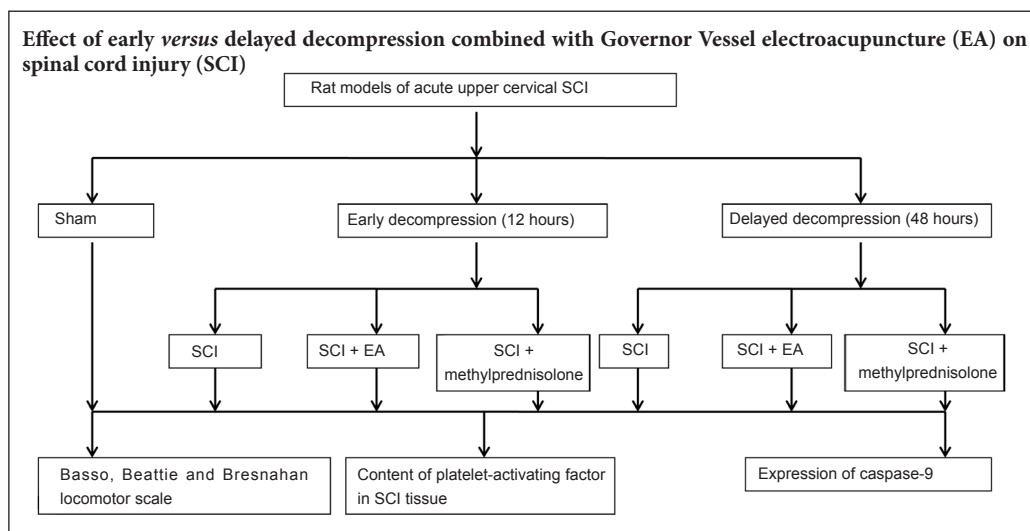 Effect of early versus delayed decompression combined with Governor Vessel electroacupuncture (EA) on
spinal cord injury (SCI)
Rat models of acute upper cervical SCI
Sham
Early decompression (12 hours)
Delayed decompression (48 hours)
SCI
SCI + EA
SCI +
methylprednisolone
SCI
SCI + EA
SCI +
methylprednisolone
Basso, Beattie and Bresnahan
locomotor scale
Content of platelet-activating factor
in SCI tissue
Expression of caspase-9